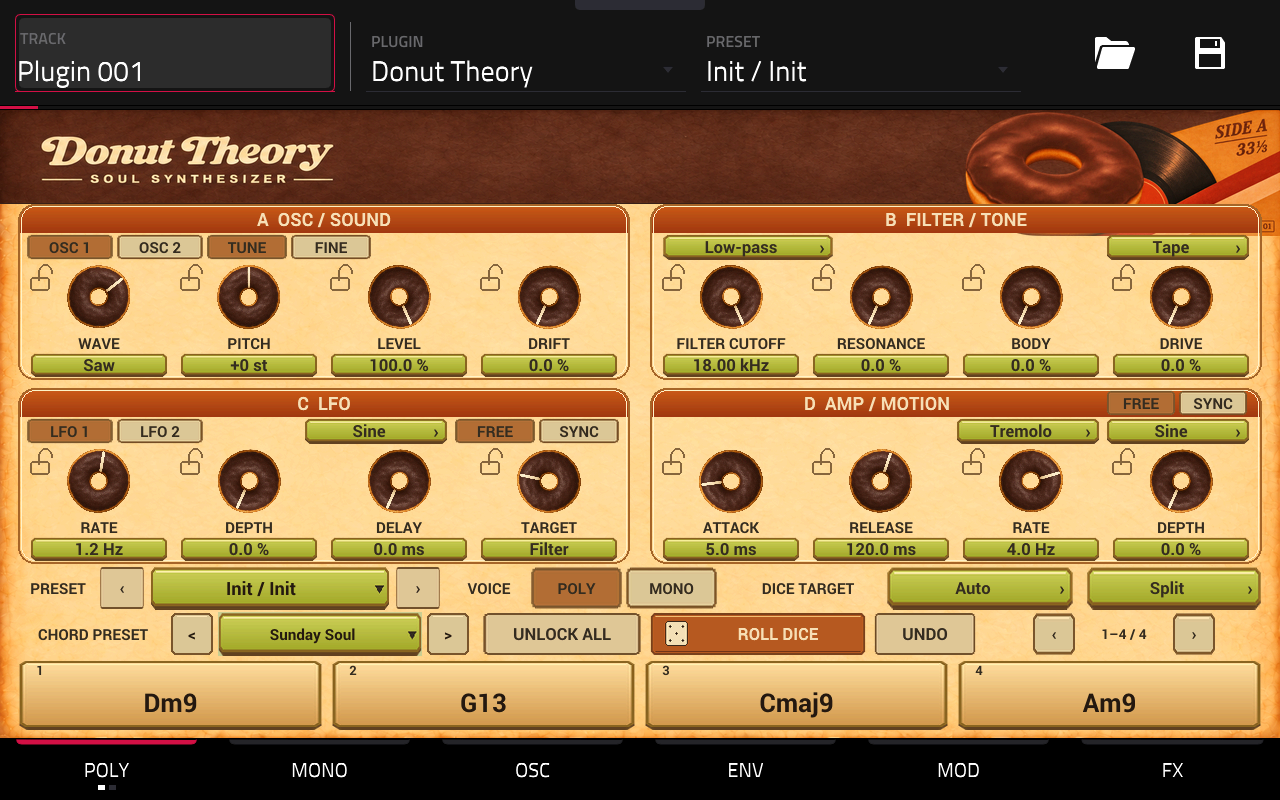 TRACK
Plugin 001
PLUGIN
Donut Theory
PRESET
Init / Init
Donut Theory
SOUL SYNTHESIZER
SIDE A
33⅓
01
A OSC / SOUND
OSC 1
OSC 2
TUNE
FINE
WAVE
PITCH
LEVEL
DRIFT
Saw
+0 st
100.0 %
0.0 %
B FILTER / TONE
Low-pass ›
Tape ›
FILTER CUTOFF
RESONANCE
BODY
DRIVE
18.00 kHz
0.0 %
0.0 %
0.0 %
C LFO
LFO 1
LFO 2
Sine ›
FREE
SYNC
RATE
DEPTH
DELAY
TARGET
1.2 Hz
0.0 %
0.0 ms
Filter
D AMP / MOTION
FREE
SYNC
Tremolo ›
Sine ›
ATTACK
RELEASE
RATE
DEPTH
5.0 ms
120.0 ms
4.0 Hz
0.0 %
PRESET
‹
Init / Init ▾
›
VOICE
POLY
MONO
DICE TARGET
Auto ›
Split ›
CHORD PRESET
<
Sunday Soul ▾
>
UNLOCK ALL
ROLL DICE
UNDO
‹
1–4 / 4
›
1
Dm9
2
G13
3
Cmaj9
4
Am9
POLY
MONO
OSC
ENV
MOD
FX